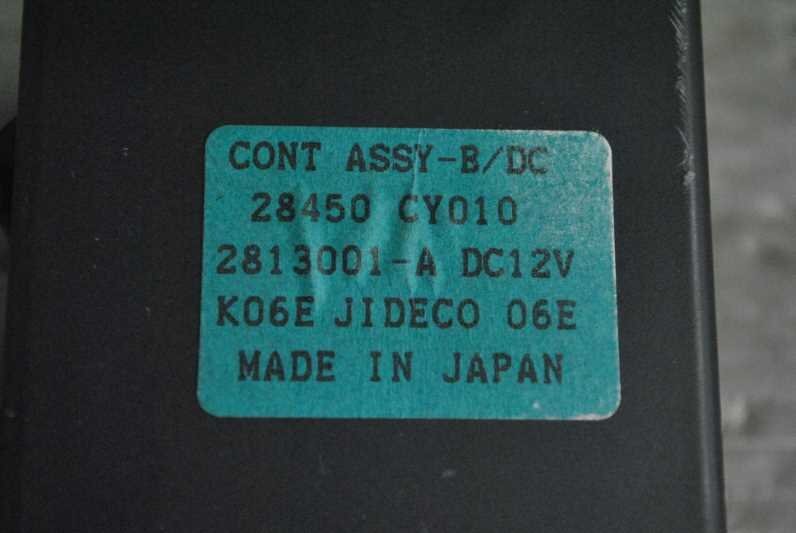 CONT ASSY-B/DC
28450 CY010
2813001-A DC12V
K06E JIDECO 06E
MADE IN JAPAN